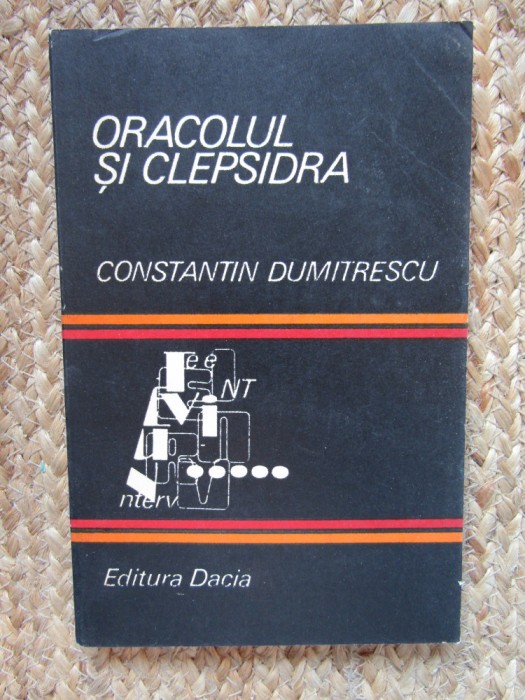 ORACOLUL
ȘI CLEPSIDRA
CONSTANTIN DUMITRESCU
NT
nterv
Editura Dacia